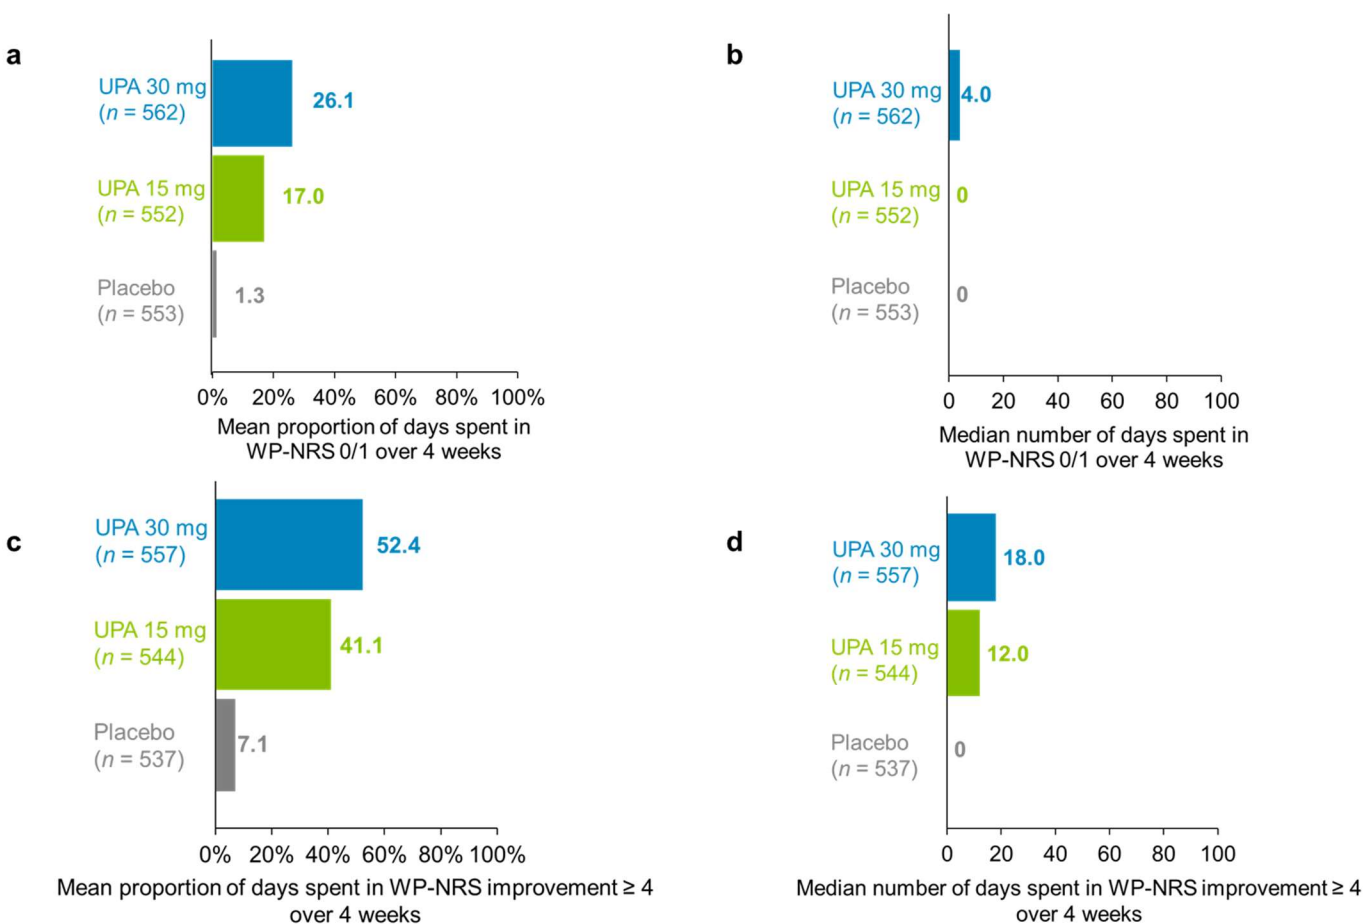 a
UPA 30 mg
(n = 562)
26.1
UPA 15 mg
(n = 552)
17.0
Placebo
(n = 553)
1.3
0% 20% 40% 60% 80% 100%
Mean proportion of days spent in
WP-NRS 0/1 over 4 weeks
b
UPA 30 mg
(n = 562)
4.0
UPA 15 mg
(n = 552)
0
Placebo
(n = 553)
0
0 20 40 60 80 100
Median number of days spent in
WP-NRS 0/1 over 4 weeks
c
UPA 30 mg
(n = 557)
52.4
UPA 15 mg
(n = 544)
41.1
Placebo
(n = 537)
7.1
0% 20% 40% 60% 80% 100%
Mean proportion of days spent in WP-NRS improvement ≥ 4
over 4 weeks
d
UPA 30 mg
(n = 557)
18.0
UPA 15 mg
(n = 544)
12.0
Placebo
(n = 537)
0
0 20 40 60 80 100
Median number of days spent in WP-NRS improvement ≥ 4
over 4 weeks